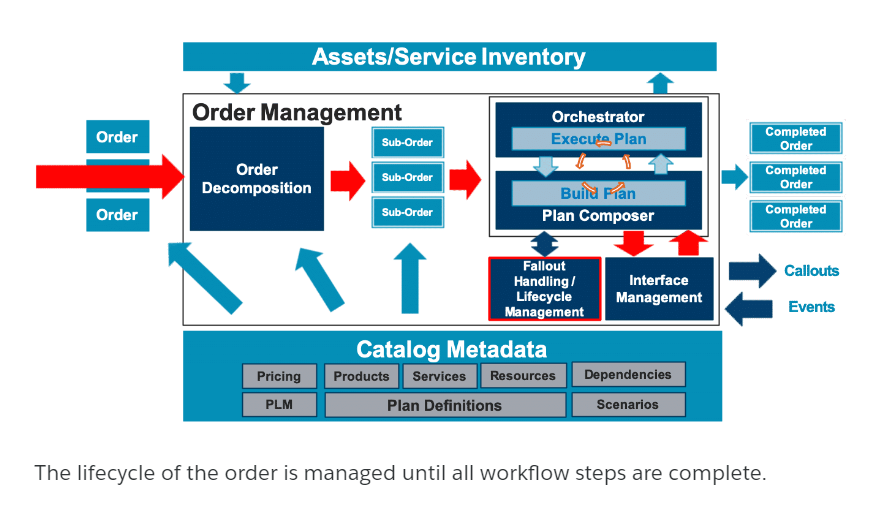 Assets/Service Inventory
Order Management
Order
Order
Order
Decomposition
Sub-Order
Sub-Order
Sub-Order
Orchestrator
Execute Plan
Build Plan
Plan Composer
Fallout
Handling /
Lifecycle
Management
Interface
Management
Completed
Order
Completed
Order
Completed
Order
Callouts
Events
Catalog Metadata
Pricing
Products
Services
Resources
Dependencies
PLM
Plan Definitions
Scenarios
The lifecycle of the order is managed until all workflow steps are complete.